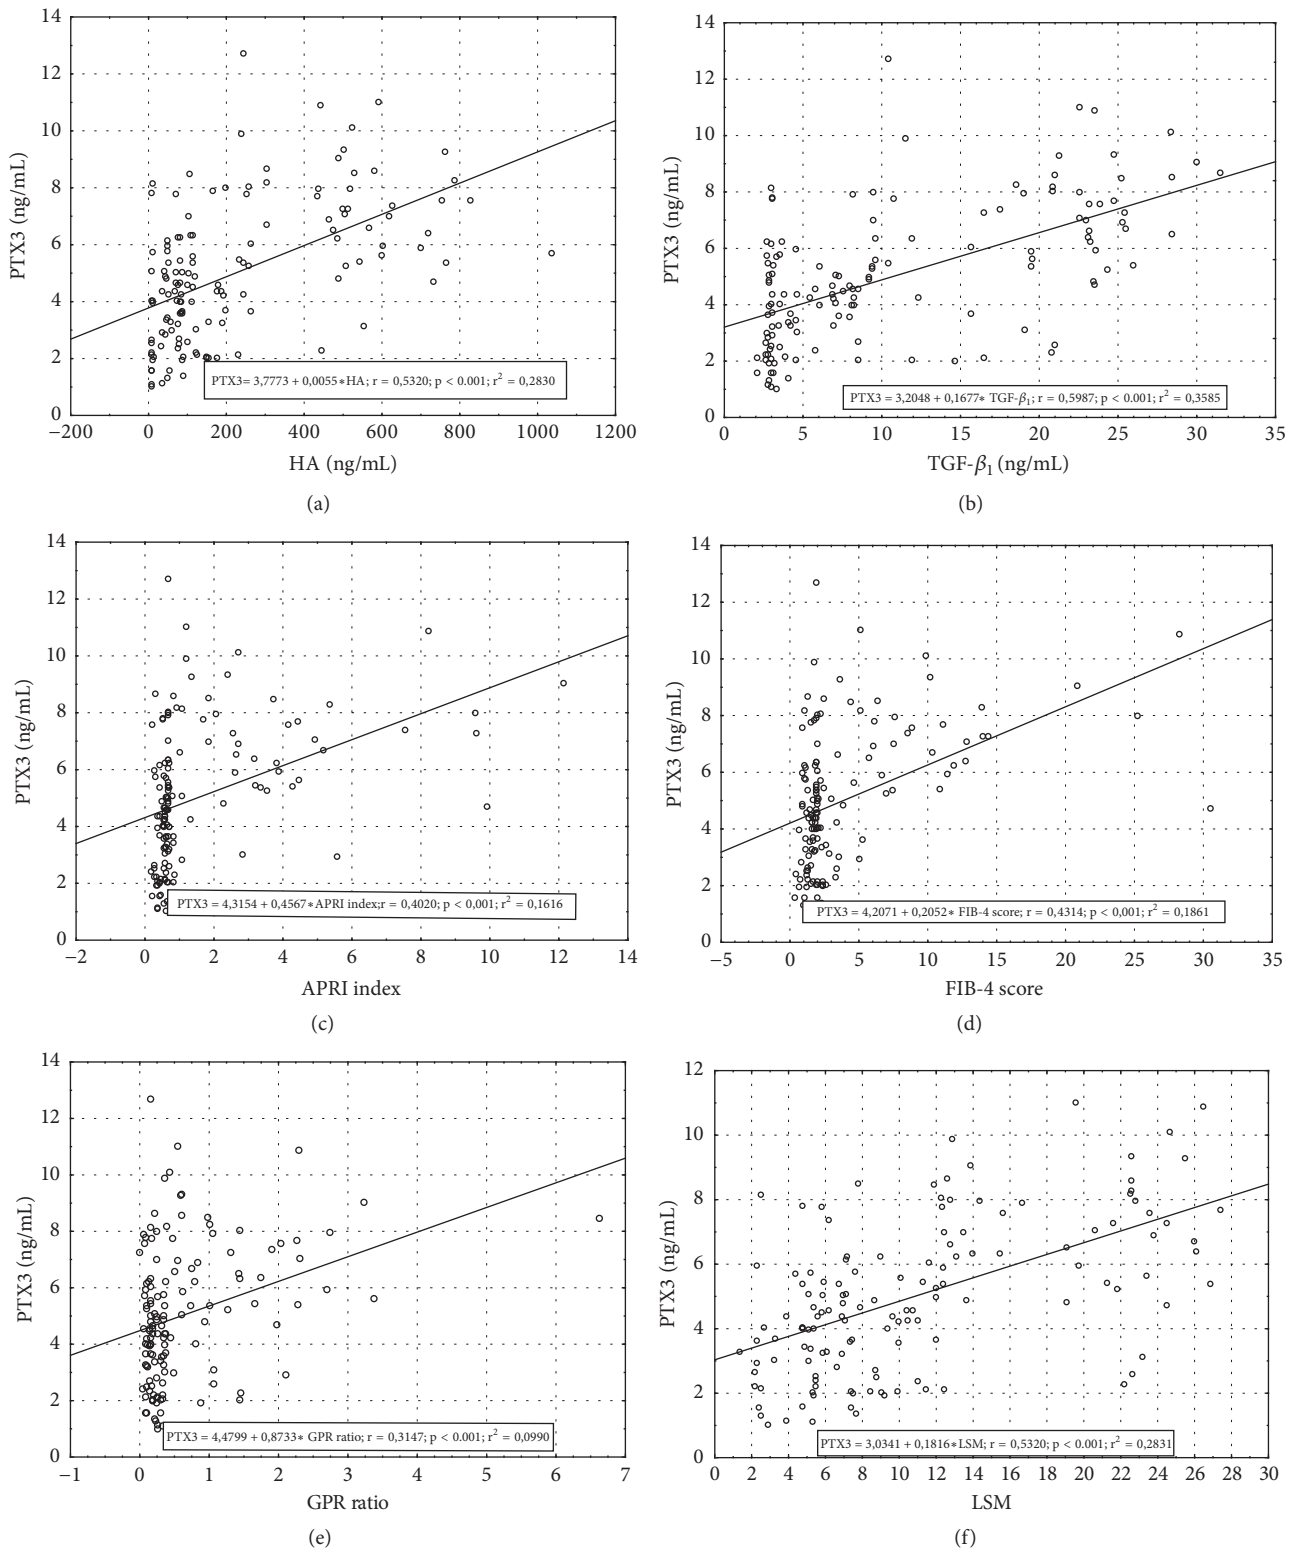 14
12
10
8
6
4
2
0
PTX3 (ng/mL)
PTX3= 3,7773 + 0,0055∗HA; r = 0,5320; p < 0.001; r² = 0,2830
−200 0 200 400 600 800 1000 1200
HA (ng/mL)
(a)
14
12
10
8
6
4
2
0
PTX3 (ng/mL)
PTX3 = 3,2048 + 0,1677∗ TGF-β₁; r = 0,5987; p < 0.001; r² = 0,3585
0 5 10 15 20 25 30 35
TGF-β₁ (ng/mL)
(b)
14
12
10
8
6
4
2
0
PTX3 (ng/mL)
PTX3 = 4,3154 + 0,4567∗APRI index;r = 0,4020; p < 0,001; r² = 0,1616
−2 0 2 4 6 8 10 12 14
APRI index
(c)
14
12
10
8
6
4
2
0
PTX3 (ng/mL)
PTX3 = 4,2071 + 0,2052∗ FIB-4 score; r = 0,4314; p < 0,001; r² = 0,1861
−5 0 5 10 15 20 25 30 35
FIB-4 score
(d)
14
12
10
8
6
4
2
0
PTX3 (ng/mL)
PTX3 = 4,4799 + 0,8733∗ GPR ratio; r = 0,3147; p < 0.001; r² = 0,0990
−1 0 1 2 3 4 5 6 7
GPR ratio
(e)
12
10
8
6
4
2
0
PTX3 (ng/mL)
PTX3 = 3,0341 + 0,1816∗LSM; r = 0,5320; p < 0.001; r² = 0,2831
0 2 4 6 8 10 12 14 16 18 20 22 24 26 28 30
LSM
(f)